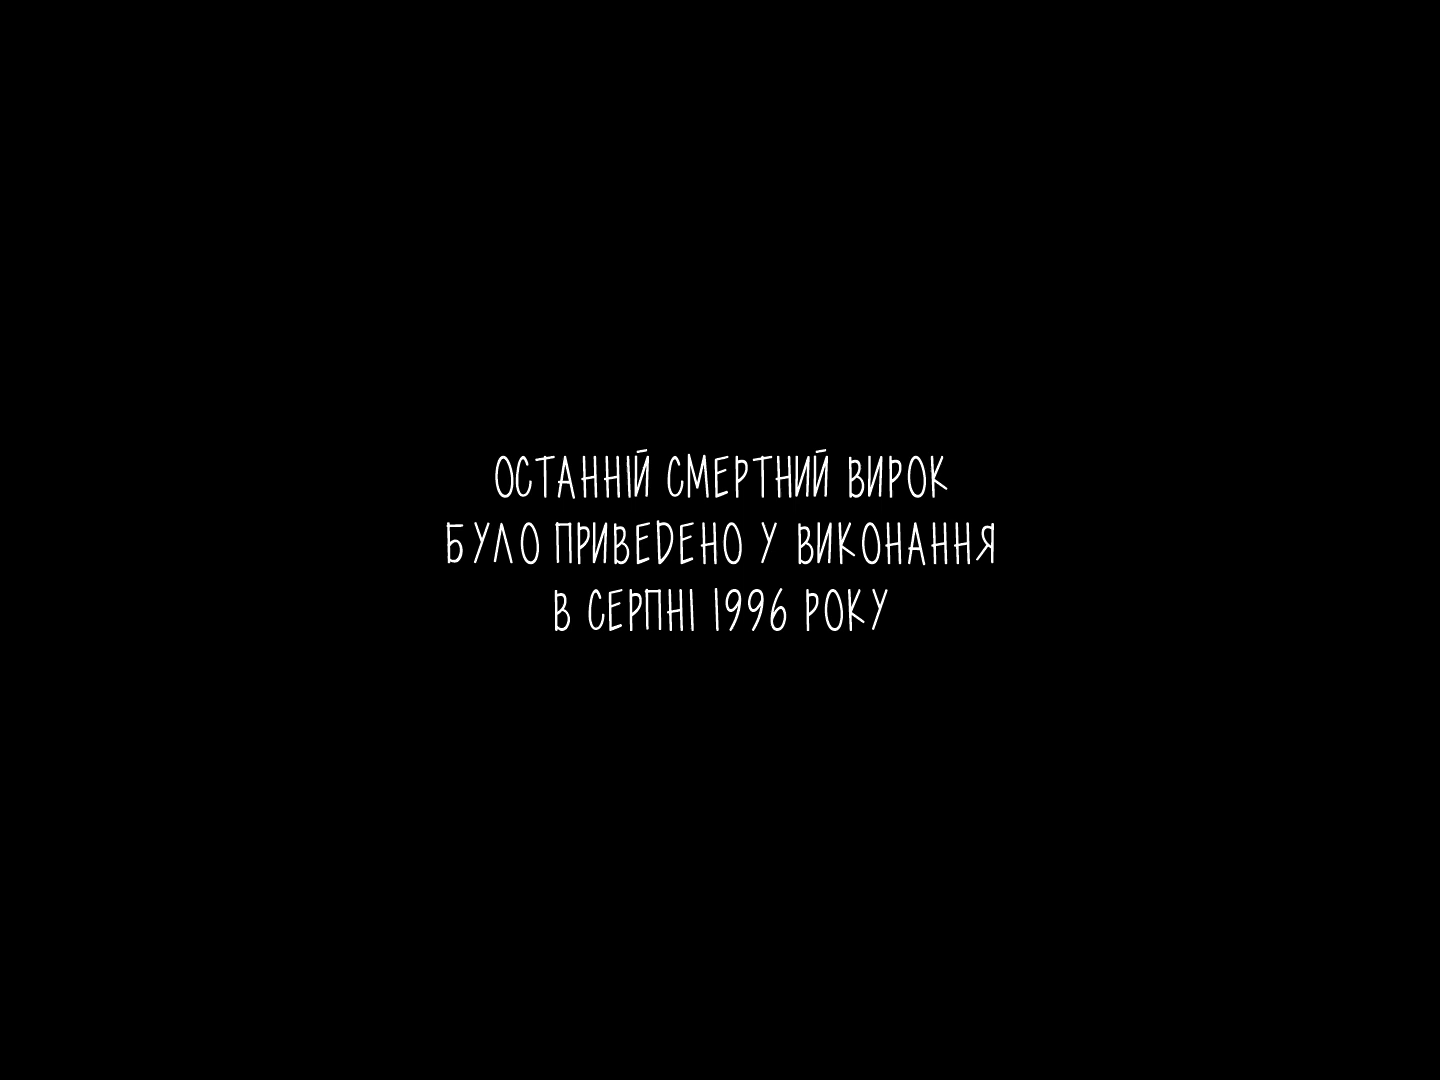 ОСТАННІЙ СМЕРТНИЙ ВИРОК
БУЛО ПРИВЕДЕНО У ВИКОНАННЯ
В СЕРПНІ 1996 РОКУ